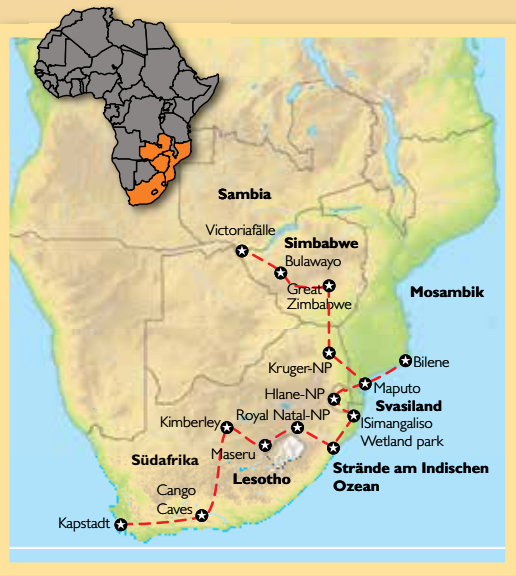 Sambia
Victoriafälle
Simbabwe
Bulawayo
Great
Zimbabwe
Mosambik
Bilene
Kruger-NP
Maputo
Hlane-NP
Svasiland
Kimberley
Royal Natal-NP
ISimangaliso
Wetland park
Maseru
Südafrika
Lesotho
Strände am Indischen
Ozean
Cango
Caves
Kapstadt